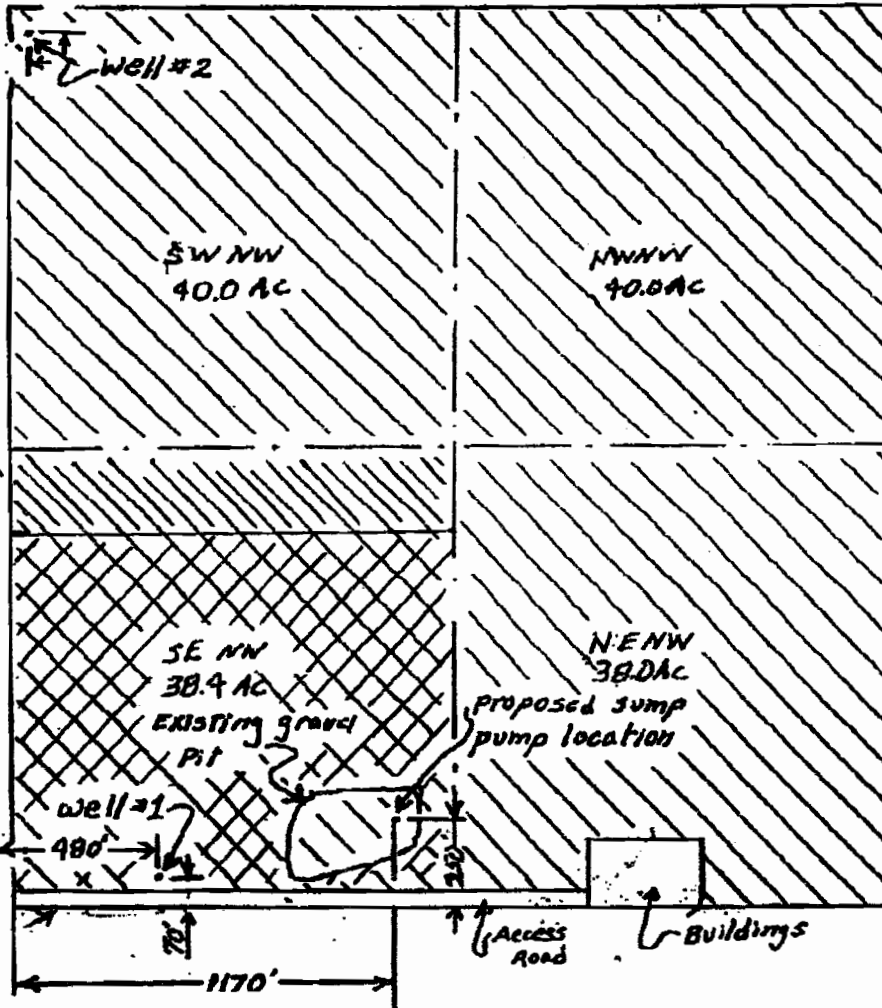 Well #2
SW NW
40.0 AC
NWNW
40.0AC
SE NW
38.4 AC
NENW
38.0AC
Existing gravel
Pit
Proposed sump
pump location
Well #1
480'
250'
70'
Access
Road
Buildings
1170'